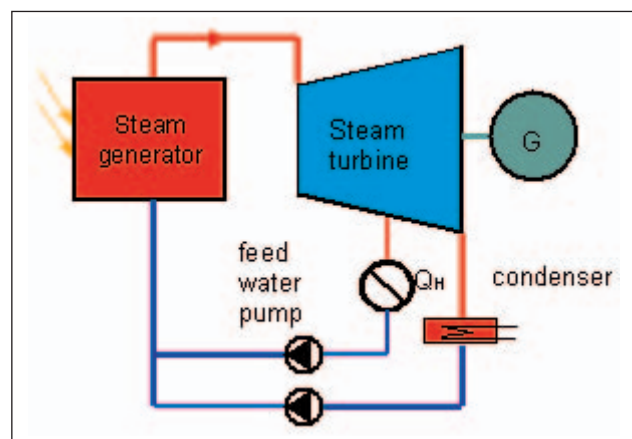 Steam
generator
Steam
turbine
G
feed
water
pump
QH
condenser